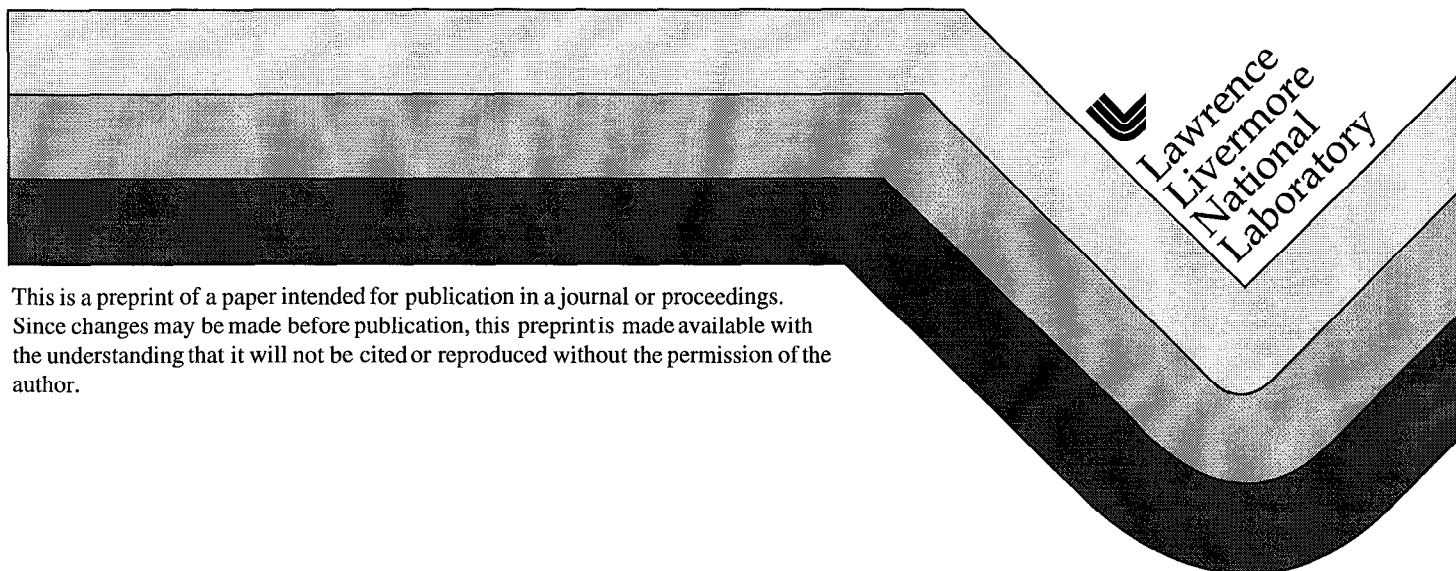 Lawrence
Livermore
National
Laboratory
This is a preprint of a paper intended for publication in a journal or proceedings.
Since changes may be made before publication, this preprint is made available with
the understanding that it will not be cited or reproduced without the permission of the
author.